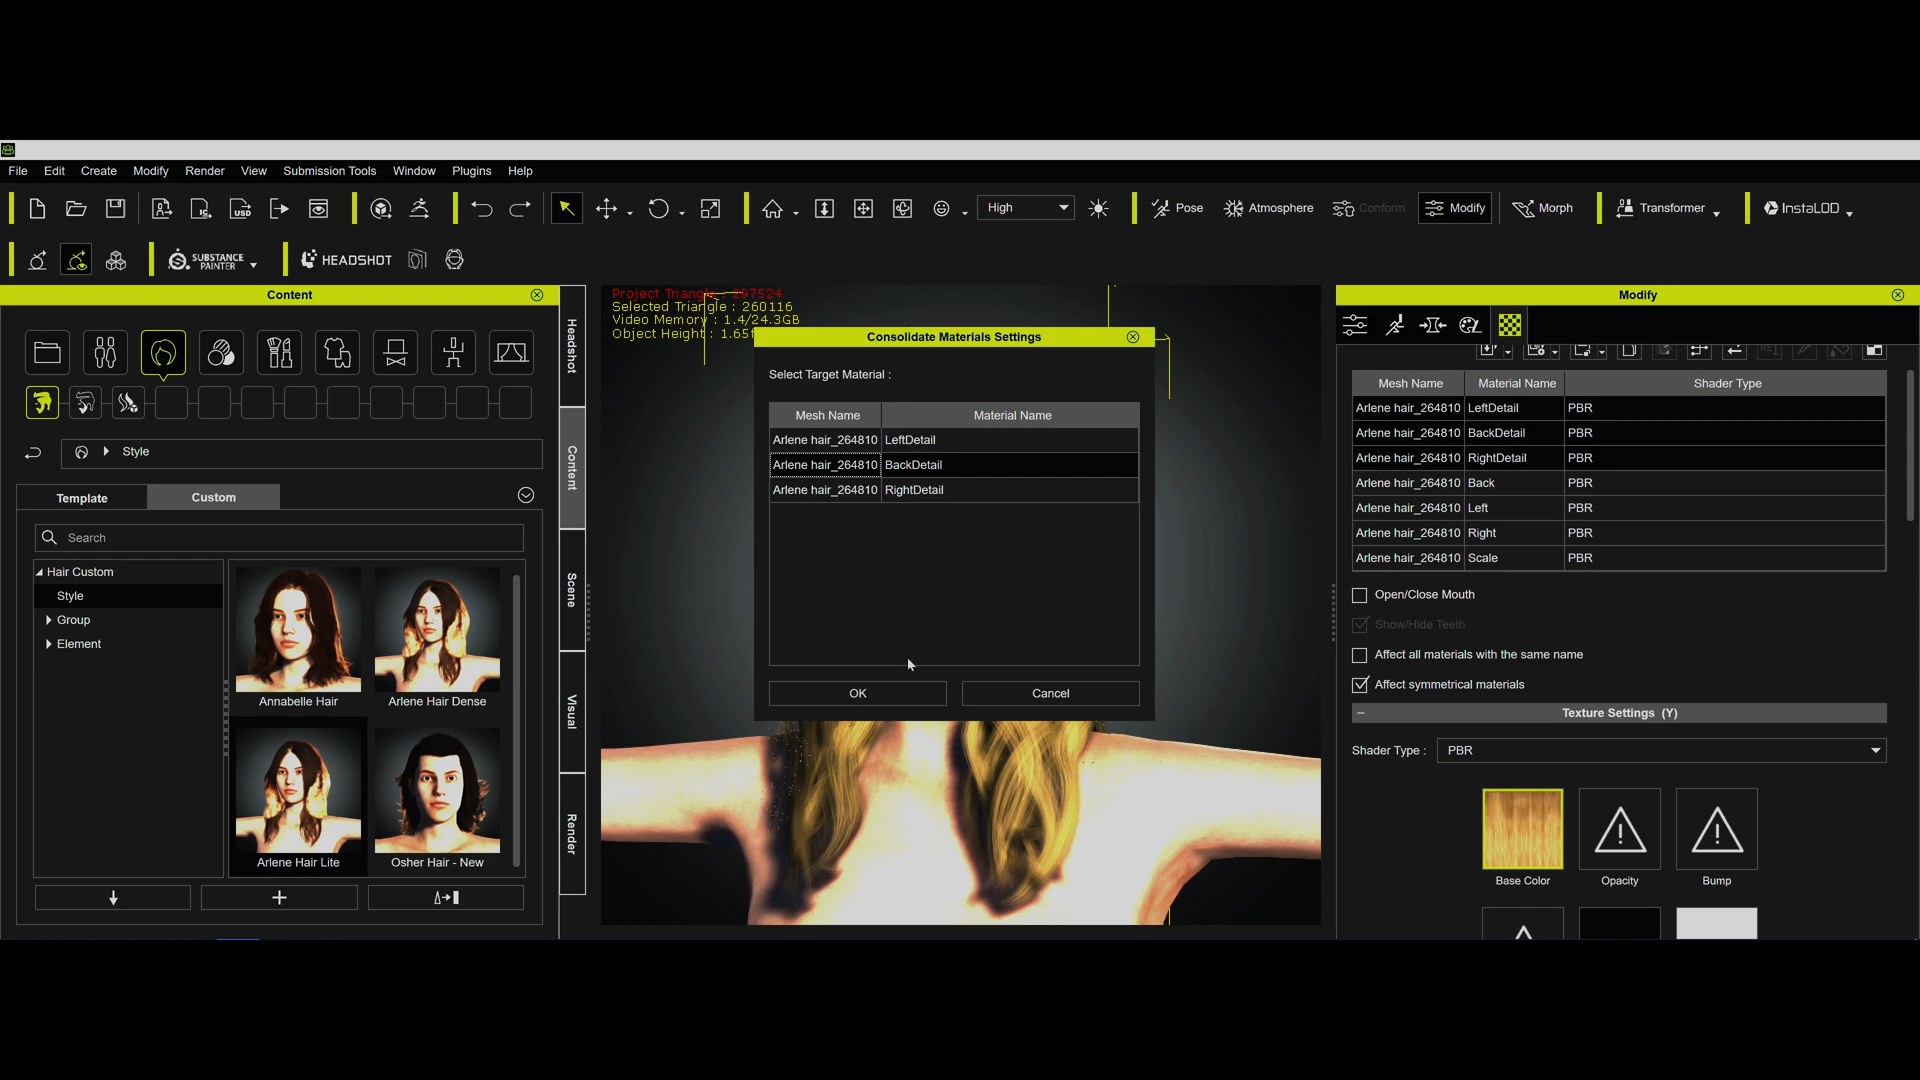 File Edit Create Modify Render View Submission Tools Window Plugins Help
IC USD High Pose Atmosphere Conform Modify Morph Transformer InstaLOD
SUBSTANCE PAINTER HEADSHOT
Content
Style
Template Custom
Search
Hair Custom
Style
Group
Element
Annabelle Hair Arlene Hair Dense
Arlene Hair Lite Osher Hair - New
Headshot
Content
Scene
Visual
Render
Project Triangle : 297524
Selected Triangle : 260116
Video Memory : 1.4/24.3GB
Object Height : 1.65f
Consolidate Materials Settings
Select Target Material :
Mesh Name Material Name
Arlene hair_264810 LeftDetail
Arlene hair_264810 BackDetail
Arlene hair_264810 RightDetail
OK Cancel
Modify
Mesh Name Material Name Shader Type
Arlene hair_264810 LeftDetail PBR
Arlene hair_264810 BackDetail PBR
Arlene hair_264810 RightDetail PBR
Arlene hair_264810 Back PBR
Arlene hair_264810 Left PBR
Arlene hair_264810 Right PBR
Arlene hair_264810 Scale PBR
Open/Close Mouth
Show/Hide Teeth
Affect all materials with the same name
Affect symmetrical materials
Texture Settings (Y)
Shader Type : PBR
Base Color Opacity Bump